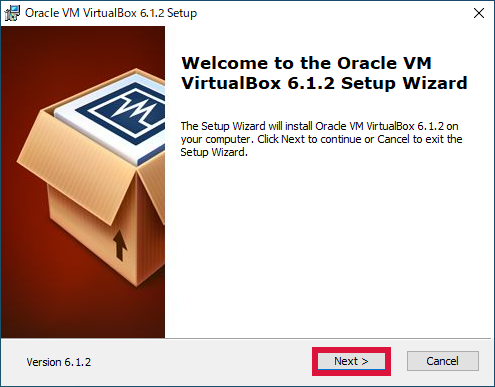 Oracle VM VirtualBox 6.1.2 Setup
Welcome to the Oracle VM
VirtualBox 6.1.2 Setup Wizard
The Setup Wizard will install Oracle VM VirtualBox 6.1.2 on
your computer. Click Next to continue or Cancel to exit the
Setup Wizard.
Version 6.1.2
Next >
Cancel